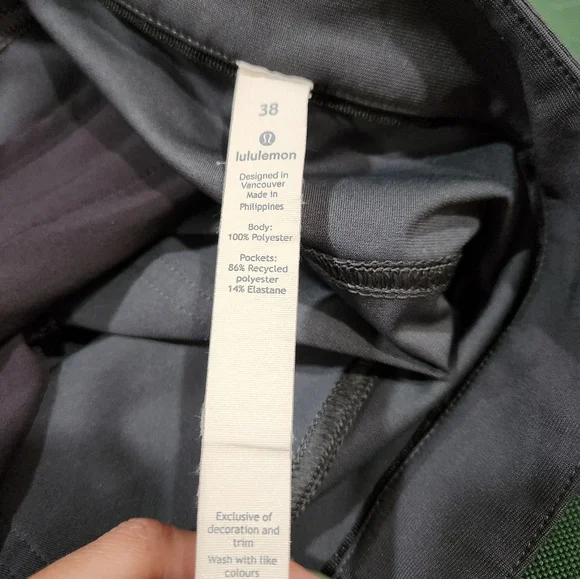 38
lululemon
Designed in
Vancouver
Made in
Philippines
Body:
100% Polyester
Pockets:
86% Recycled
polyester
14% Elastane
Exclusive of
decoration and
trim
Wash with like
colours